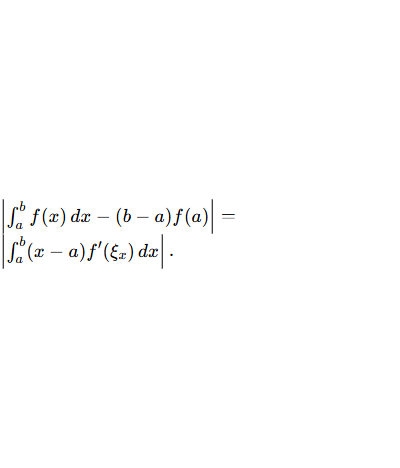 |∫_a^b f(x) dx − (b − a)f(a)| =
|∫_a^b (x − a)f′(ξ_x) dx| .